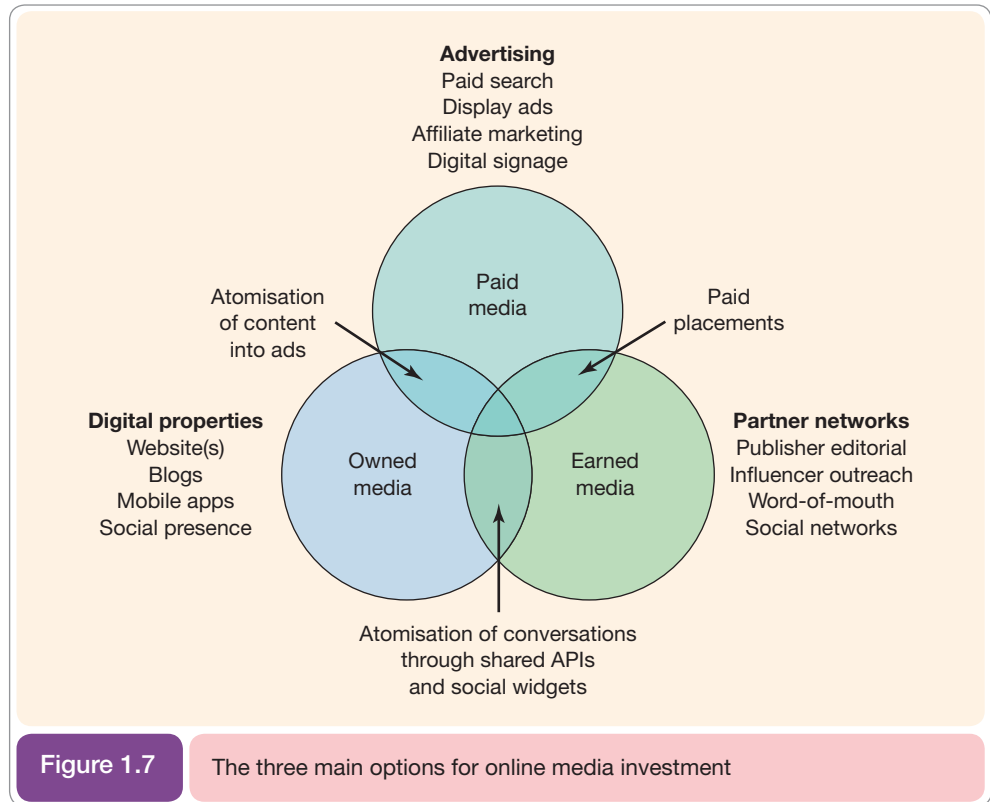 Advertising
Paid search
Display ads
Affiliate marketing
Digital signage
Paid
media
Atomisation
of content
into ads
Paid
placements
Digital properties
Website(s)
Blogs
Mobile apps
Social presence
Owned
media
Earned
media
Partner networks
Publisher editorial
Influencer outreach
Word-of-mouth
Social networks
Atomisation of conversations
through shared APIs
and social widgets
Figure 1.7
The three main options for online media investment